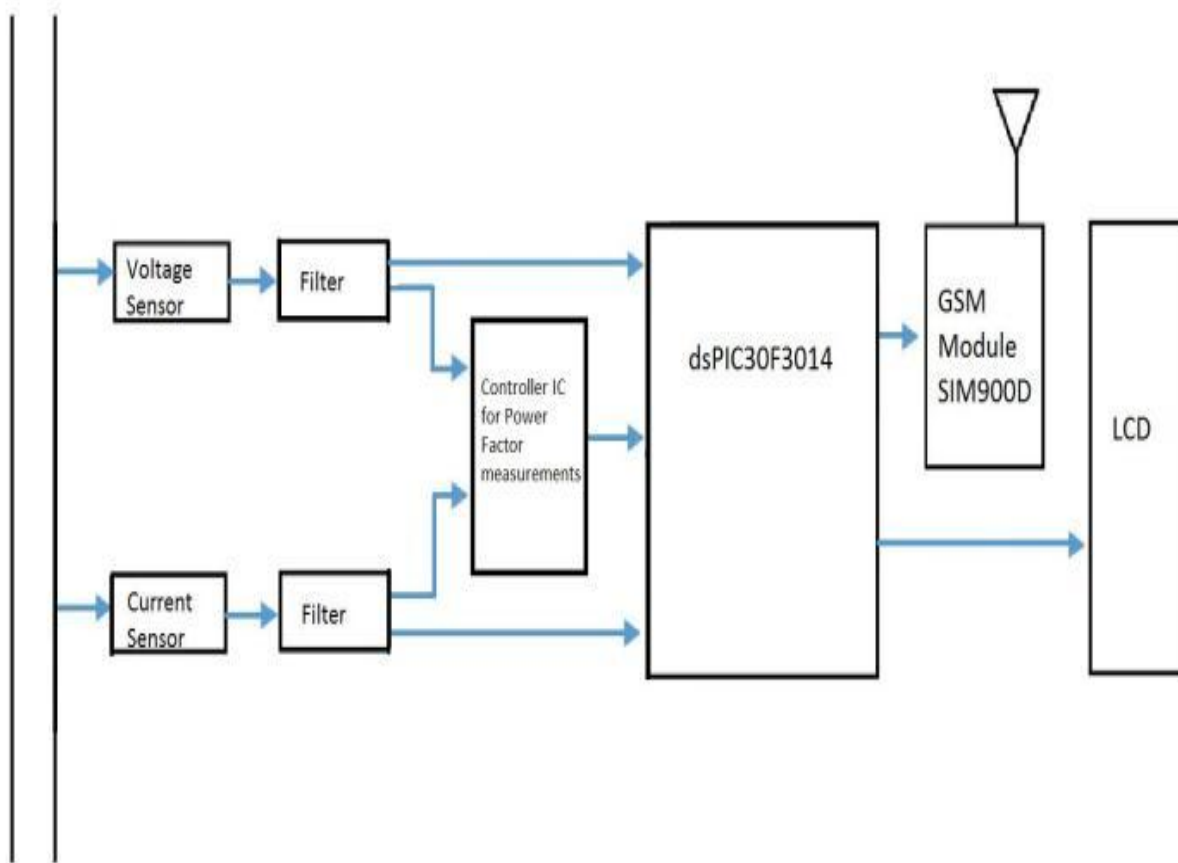 Voltage
Sensor
Filter
Controller IC
for Power
Factor
measurements
Current
Sensor
Filter
dsPIC30F3014
GSM
Module
SIM900D
LCD